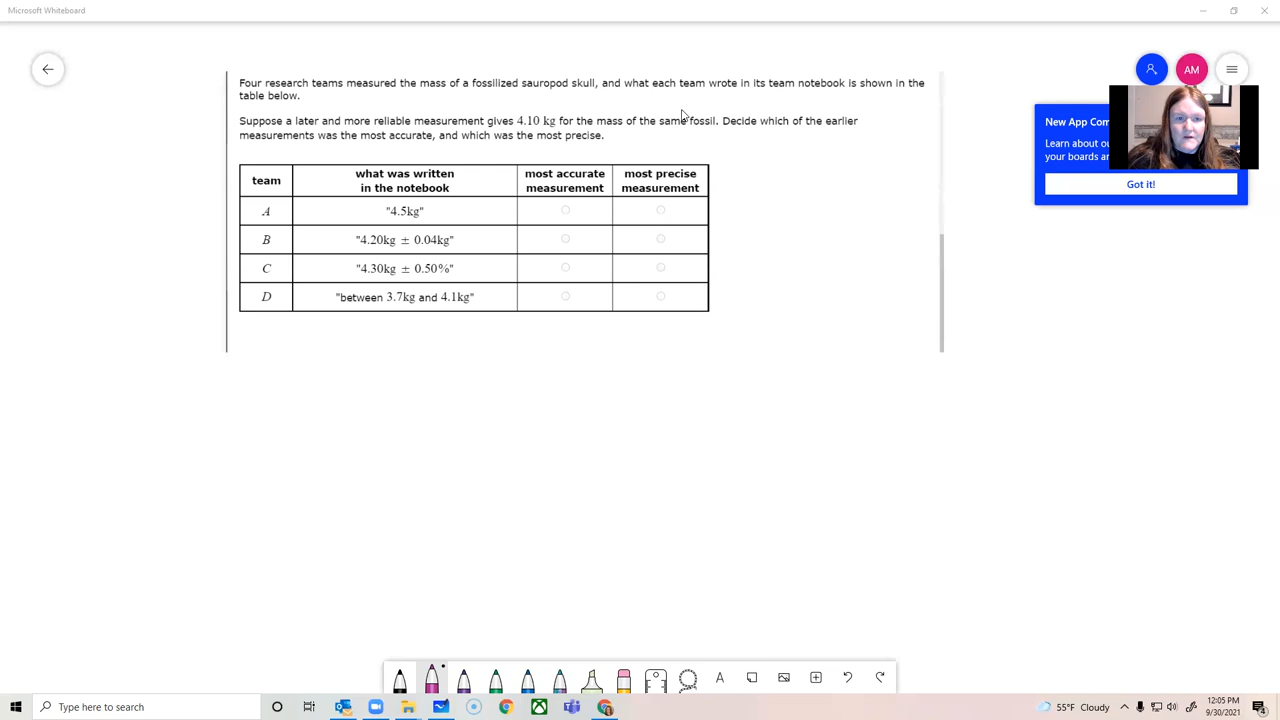 Microsoft Whiteboard
Four research teams measured the mass of a fossilized sauropod skull, and what each team wrote in its team notebook is shown in the
table below.
Suppose a later and more reliable measurement gives 4.10 kg for the mass of the same fossil. Decide which of the earlier
measurements was the most accurate, and which was the most precise.
team
what was written
in the notebook
most accurate
measurement
most precise
measurement
A
"4.5kg"
B
"4.20kg ± 0.04kg"
C
"4.30kg ± 0.50%"
D
"between 3.7kg and 4.1kg"
AM
New App Com
Learn about ou
your boards an
Got it!
A
Type here to search
55°F Cloudy
12:05 PM
9/30/2021
4